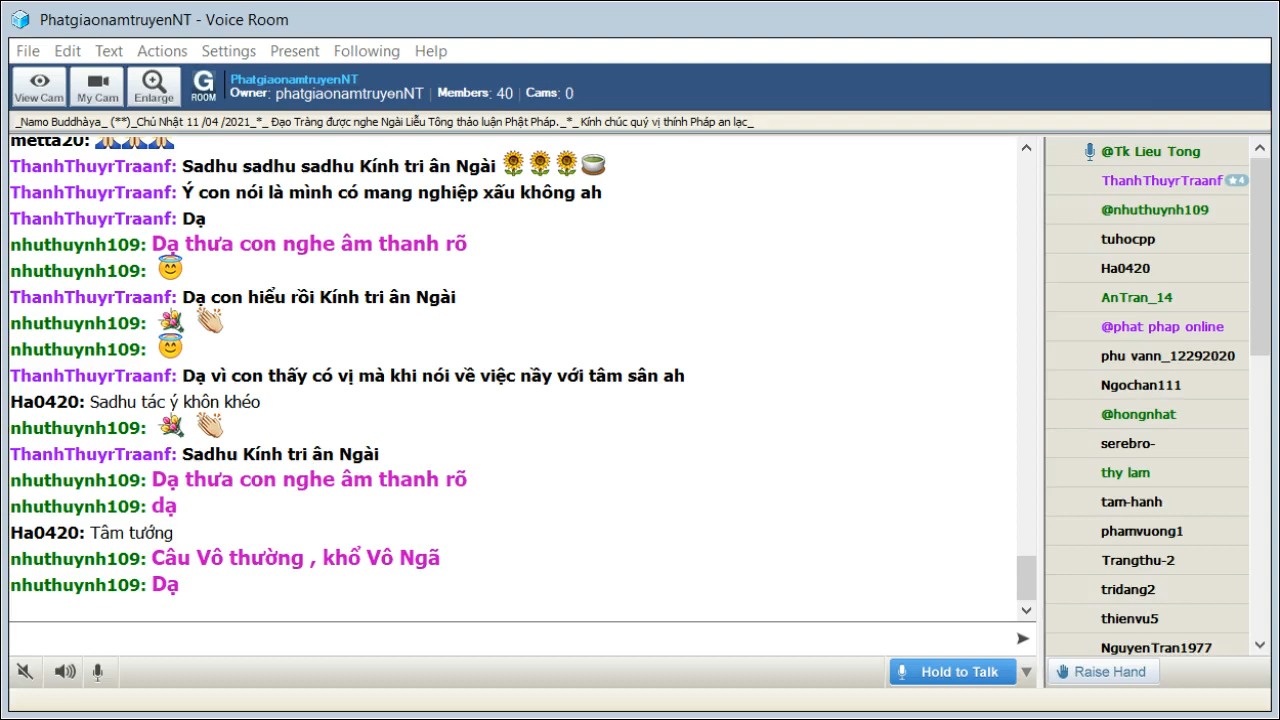 PhatgiaonamtruyenNT - Voice Room
File Edit Text Actions Settings Present Following Help
View Cam My Cam Enlarge G ROOM
PhatgiaonamtruyenNT
Owner: phatgiaonamtruyenNT | Members: 40 | Cams: 0
_Namo Buddhàya_ (**)_Chủ Nhật 11 /04 /2021_*_ Đạo Tràng được nghe Ngài Liễu Tông thảo luận Phật Pháp._*_ Kính chúc quý vị thính Pháp an lạc_
metta20:
ThanhThuyrTraanf: Sadhu sadhu sadhu Kính tri ân Ngài
ThanhThuyrTraanf: Ý con nói là mình có mang nghiệp xấu không ah
ThanhThuyrTraanf: Dạ
nhuthuynh109: Dạ thưa con nghe âm thanh rõ
nhuthuynh109:
ThanhThuyrTraanf: Dạ con hiểu rồi Kính tri ân Ngài
nhuthuynh109:
nhuthuynh109:
ThanhThuyrTraanf: Dạ vì con thấy có vị mà khi nói về việc nầy với tâm sân ah
Ha0420: Sadhu tác ý khôn khéo
nhuthuynh109:
ThanhThuyrTraanf: Sadhu Kính tri ân Ngài
nhuthuynh109: Dạ thưa con nghe âm thanh rõ
nhuthuynh109: dạ
Ha0420: Tâm tướng
nhuthuynh109: Câu Vô thường , khổ Vô Ngã
nhuthuynh109: Dạ
@Tk Lieu Tong
ThanhThuyrTraanf ★4
@nhuthuynh109
tuhocpp
Ha0420
AnTran_14
@phat phap online
phu vann_12292020
Ngochan111
@hongnhat
serebro-
thy lam
tam-hanh
phamvuong1
Trangthu-2
tridang2
thienvu5
NguyenTran1977
Hold to Talk
Raise Hand